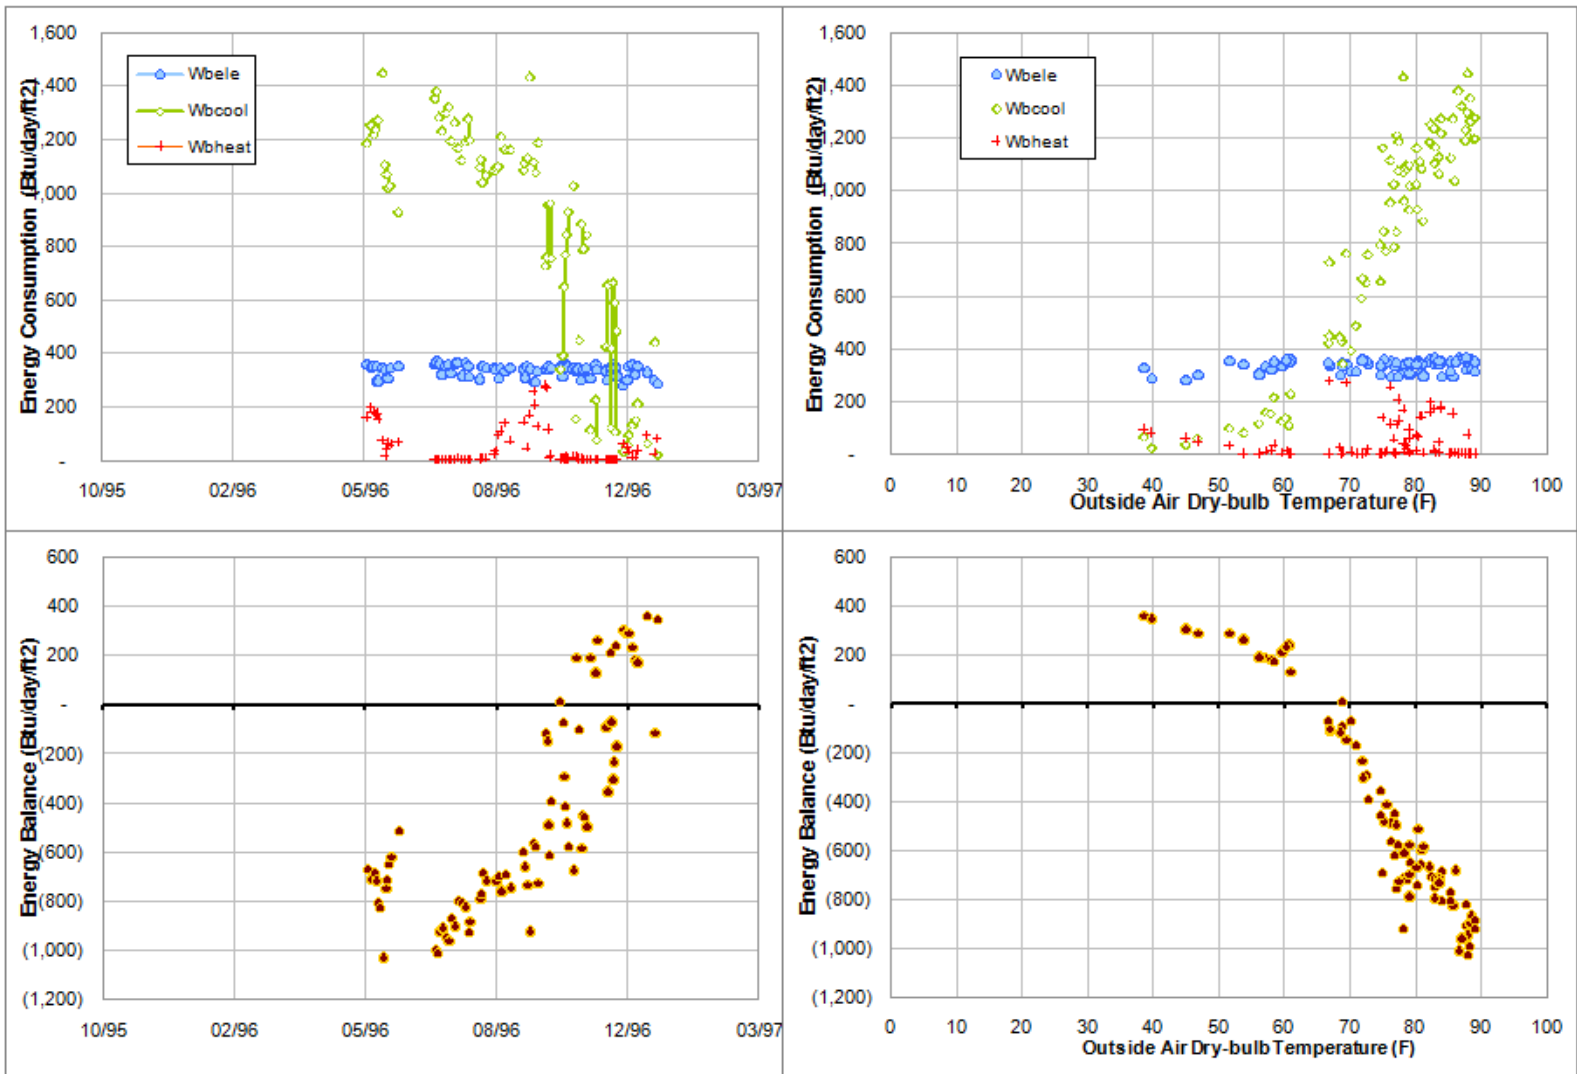 Energy Consumption (Btu/day/ft2)
1,600
1,400
1,200
1,000
800
600
400
200
-
Wbele
Wbcool
Wbheat
10/95 02/96 05/96 08/96 12/96 03/97
Energy Consumption (Btu/day/ft2)
1,600
1,400
1,200
1,000
800
600
400
200
-
Wbele
Wbcool
Wbheat
0 10 20 30 40 50 60 70 80 90 100
Outside Air Dry-bulb Temperature (F)
Energy Balance (Btu/day/ft2)
600
400
200
-
(200)
(400)
(600)
(800)
(1,000)
(1,200)
10/95 02/96 05/96 08/96 12/96 03/97
Energy Balance (Btu/day/ft2)
600
400
200
-
(200)
(400)
(600)
(800)
(1,000)
(1,200)
0 10 20 30 40 50 60 70 80 90 100
Outside Air Dry-bulb Temperature (F)